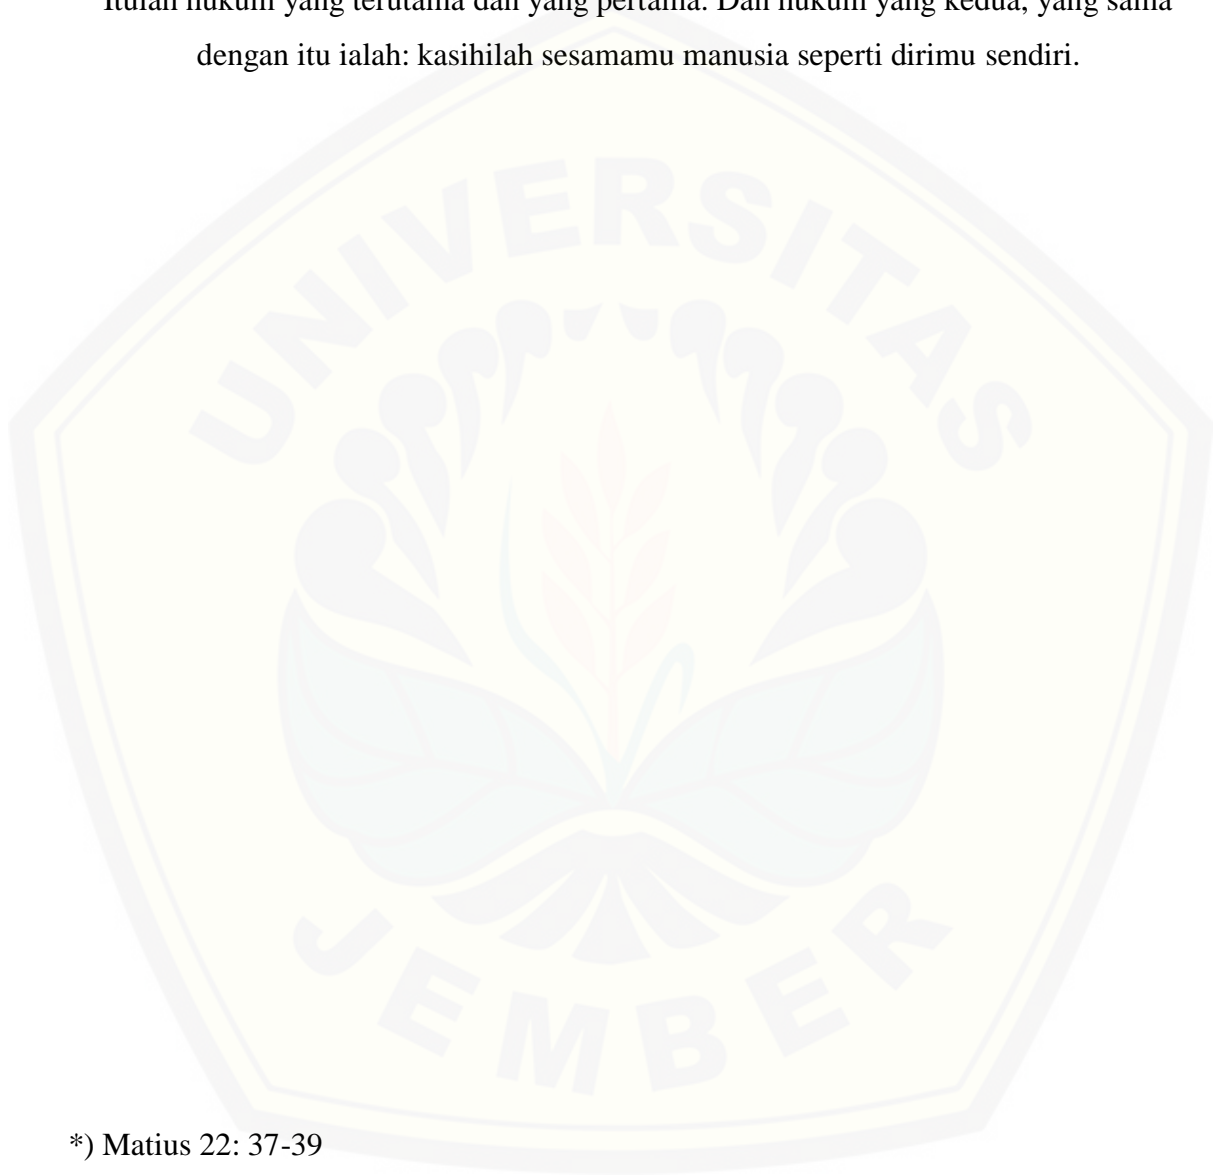 Itulah hukum yang terutama dan yang pertama. Dan hukum yang kedua, yang sama
dengan itu ialah: kasihilah sesamamu manusia seperti dirimu sendiri.
UNIVERSITAS
JEMBER
*) Matius 22: 37-39